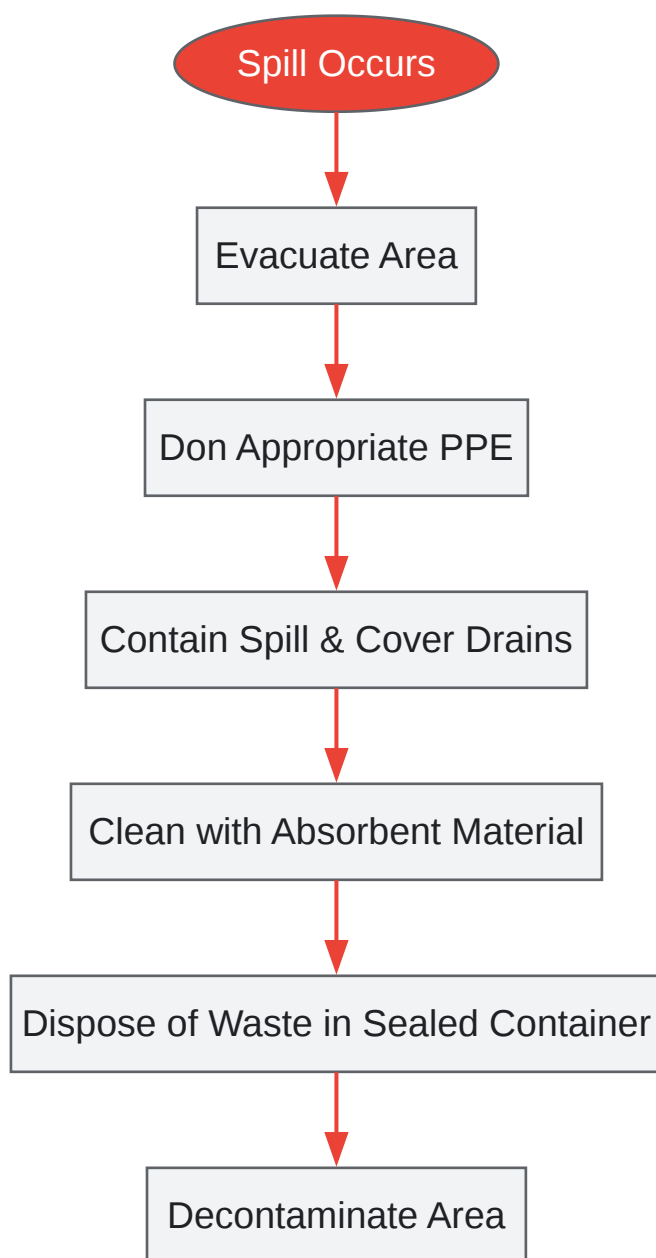 Spill Occurs
Evacuate Area
Don Appropriate PPE
Contain Spill & Cover Drains
Clean with Absorbent Material
Dispose of Waste in Sealed Container
Decontaminate Area